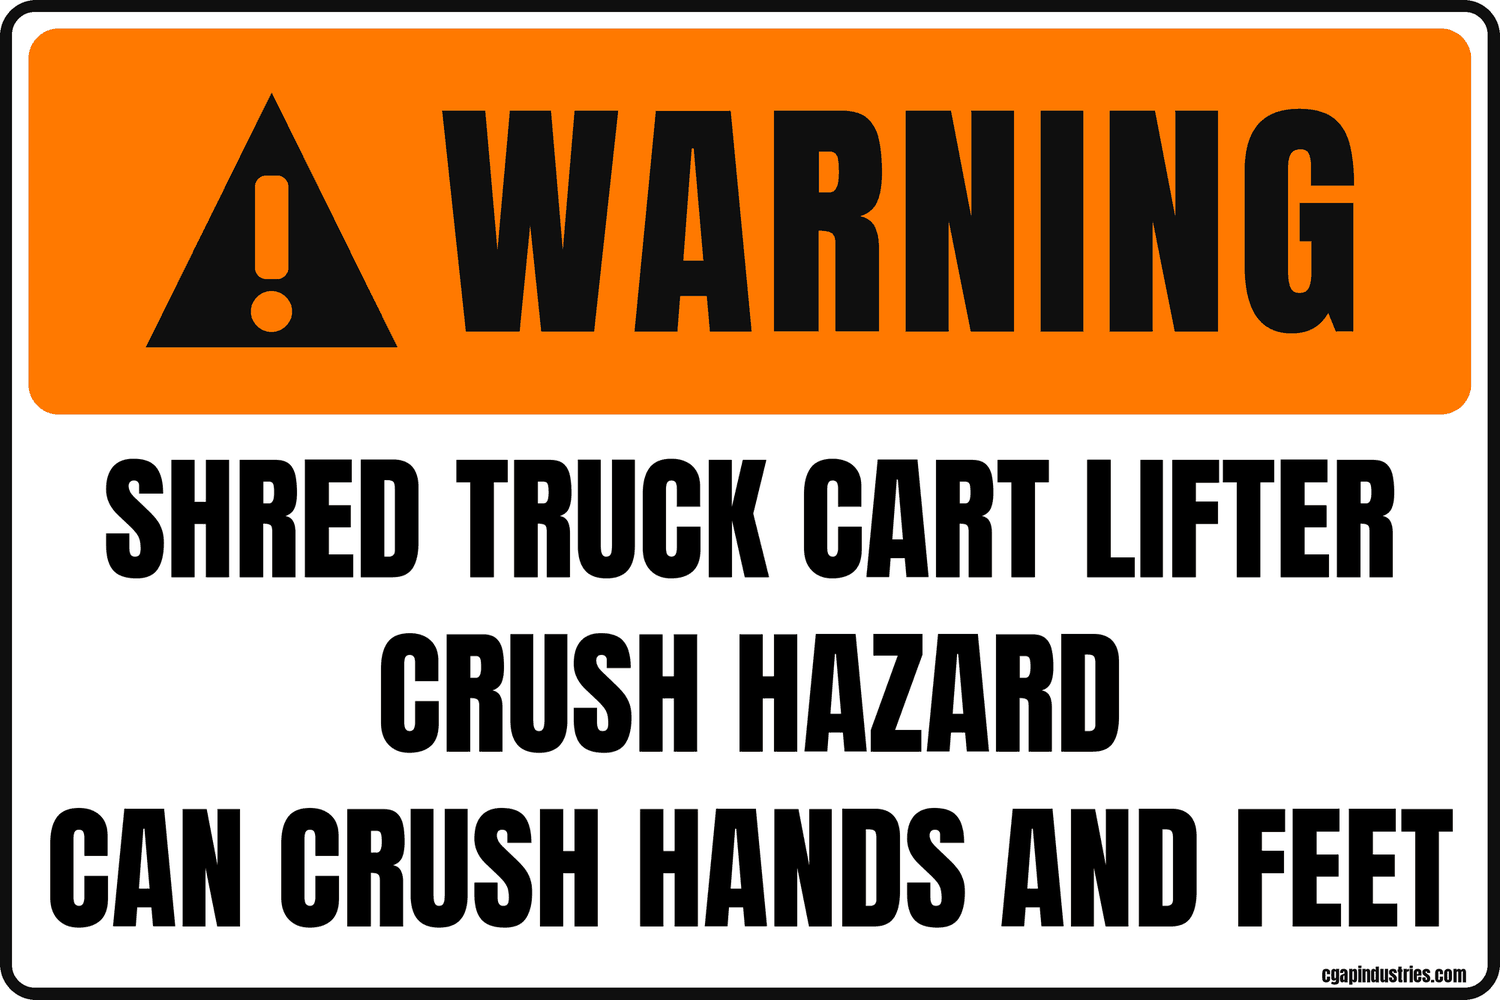 WARNING
SHRED TRUCK CART LIFTER
CRUSH HAZARD
CAN CRUSH HANDS AND FEET
cgapindustries.com